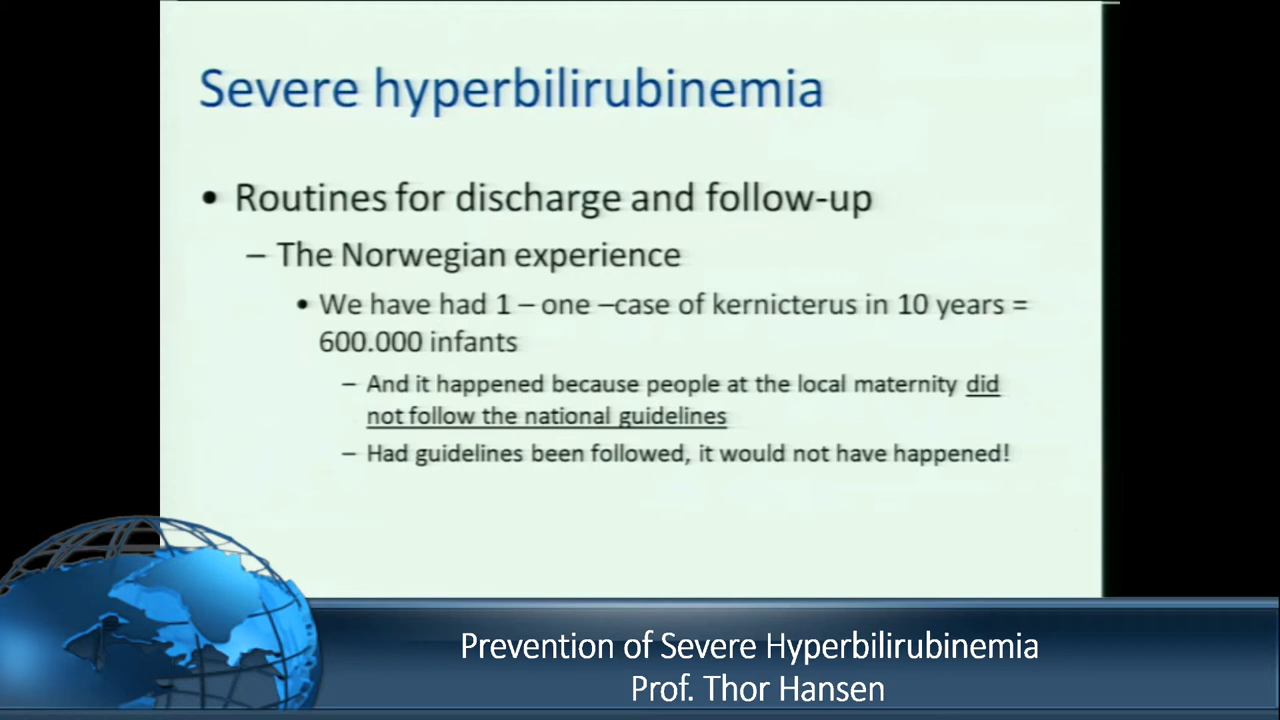 Severe hyperbilirubinemia
• Routines for discharge and follow-up
– The Norwegian experience
• We have had 1 – one –case of kernicterus in 10 years =
600.000 infants
– And it happened because people at the local maternity did
not follow the national guidelines
– Had guidelines been followed, it would not have happened!
Prevention of Severe Hyperbilirubinemia
Prof. Thor Hansen